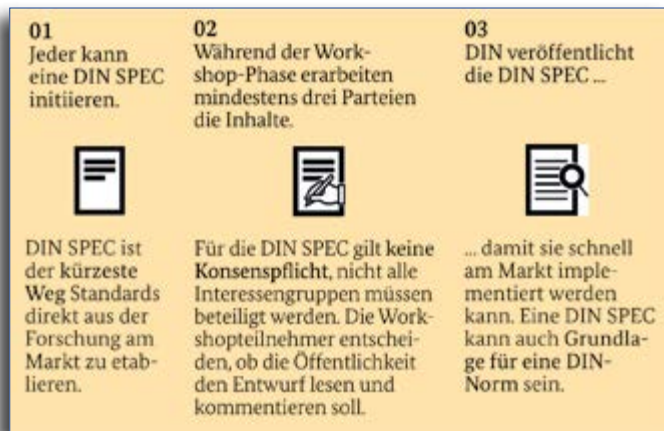 01
Jeder kann
eine DIN SPEC
initiieren.
02
Während der Work-
shop-Phase erarbeiten
mindestens drei Parteien
die Inhalte.
03
DIN veröffentlicht
die DIN SPEC ...
DIN SPEC ist
der kürzeste
Weg Standards
direkt aus der
Forschung am
Markt zu etab-
lieren.
Für die DIN SPEC gilt keine
Konsenspflicht, nicht alle
Interessengruppen müssen
beteiligt werden. Die Work-
shopteilnehmer entschei-
den, ob die Öffentlichkeit
den Entwurf lesen und
kommentieren soll.
... damit sie schnell
am Markt imple-
mentiert werden
kann. Eine DIN SPEC
kann auch Grundla-
ge für eine DIN-
Norm sein.